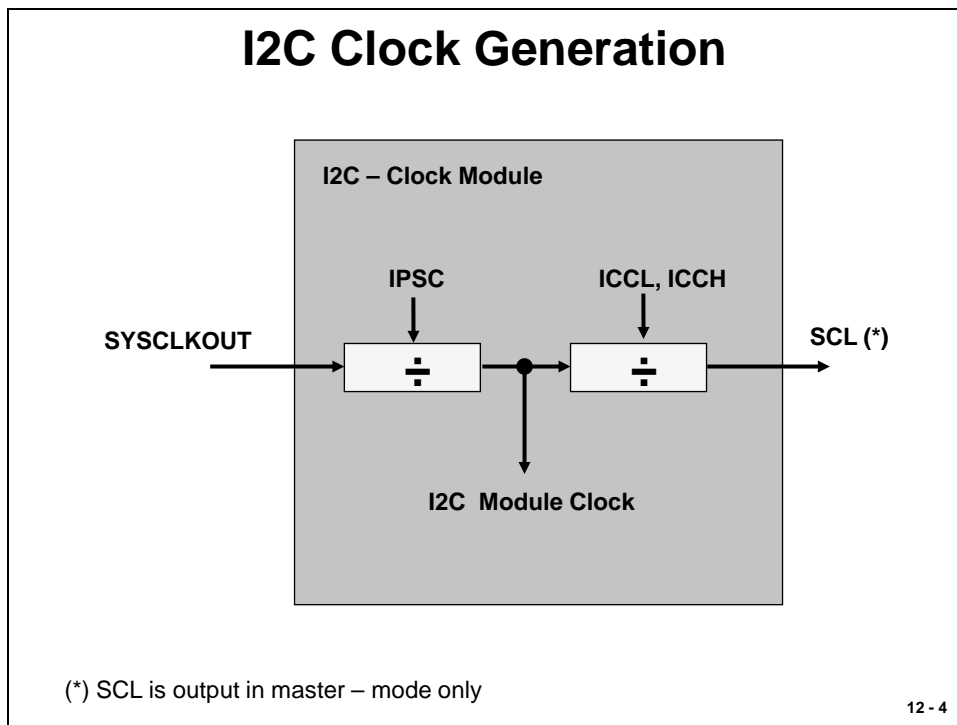 I2C Clock Generation
I2C – Clock Module
IPSC
ICCL, ICCH
SYSCLKOUT
SCL (*)
÷
÷
I2C Module Clock
(*) SCL is output in master – mode only
12 - 4